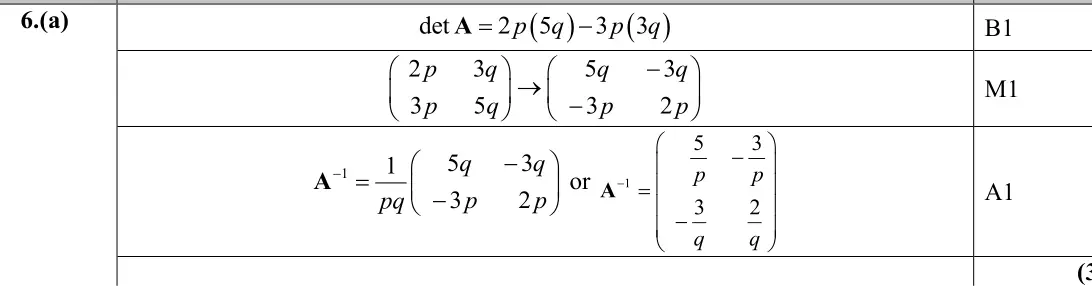 6.(a)
det A = 2p(5q) − 3p(3q)
B1
(2p 3q
3p 5q) → (5q −3q
−3p 2p)
M1
A⁻¹ = 1/pq (5q −3q
−3p 2p) or A⁻¹ = (5/p −3/p
−3/q 2/q)
A1
(3